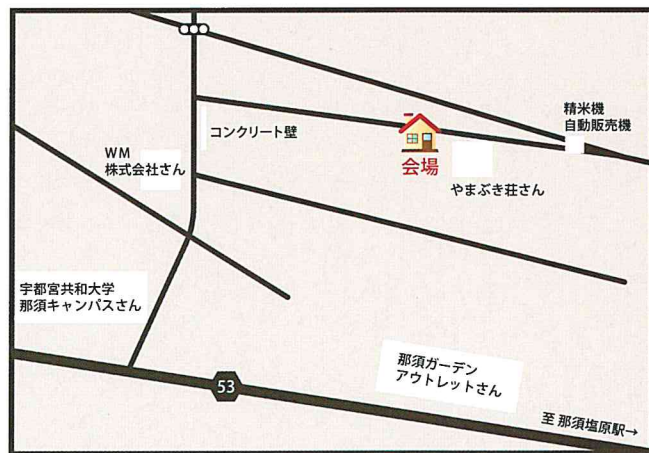 精米機
自動販売機
コンクリート壁
WM
株式会社さん
会場
やまぶき荘さん
宇都宮共和大学
那須キャンパスさん
那須ガーデン
アウトレットさん
53
至 那須塩原駅→